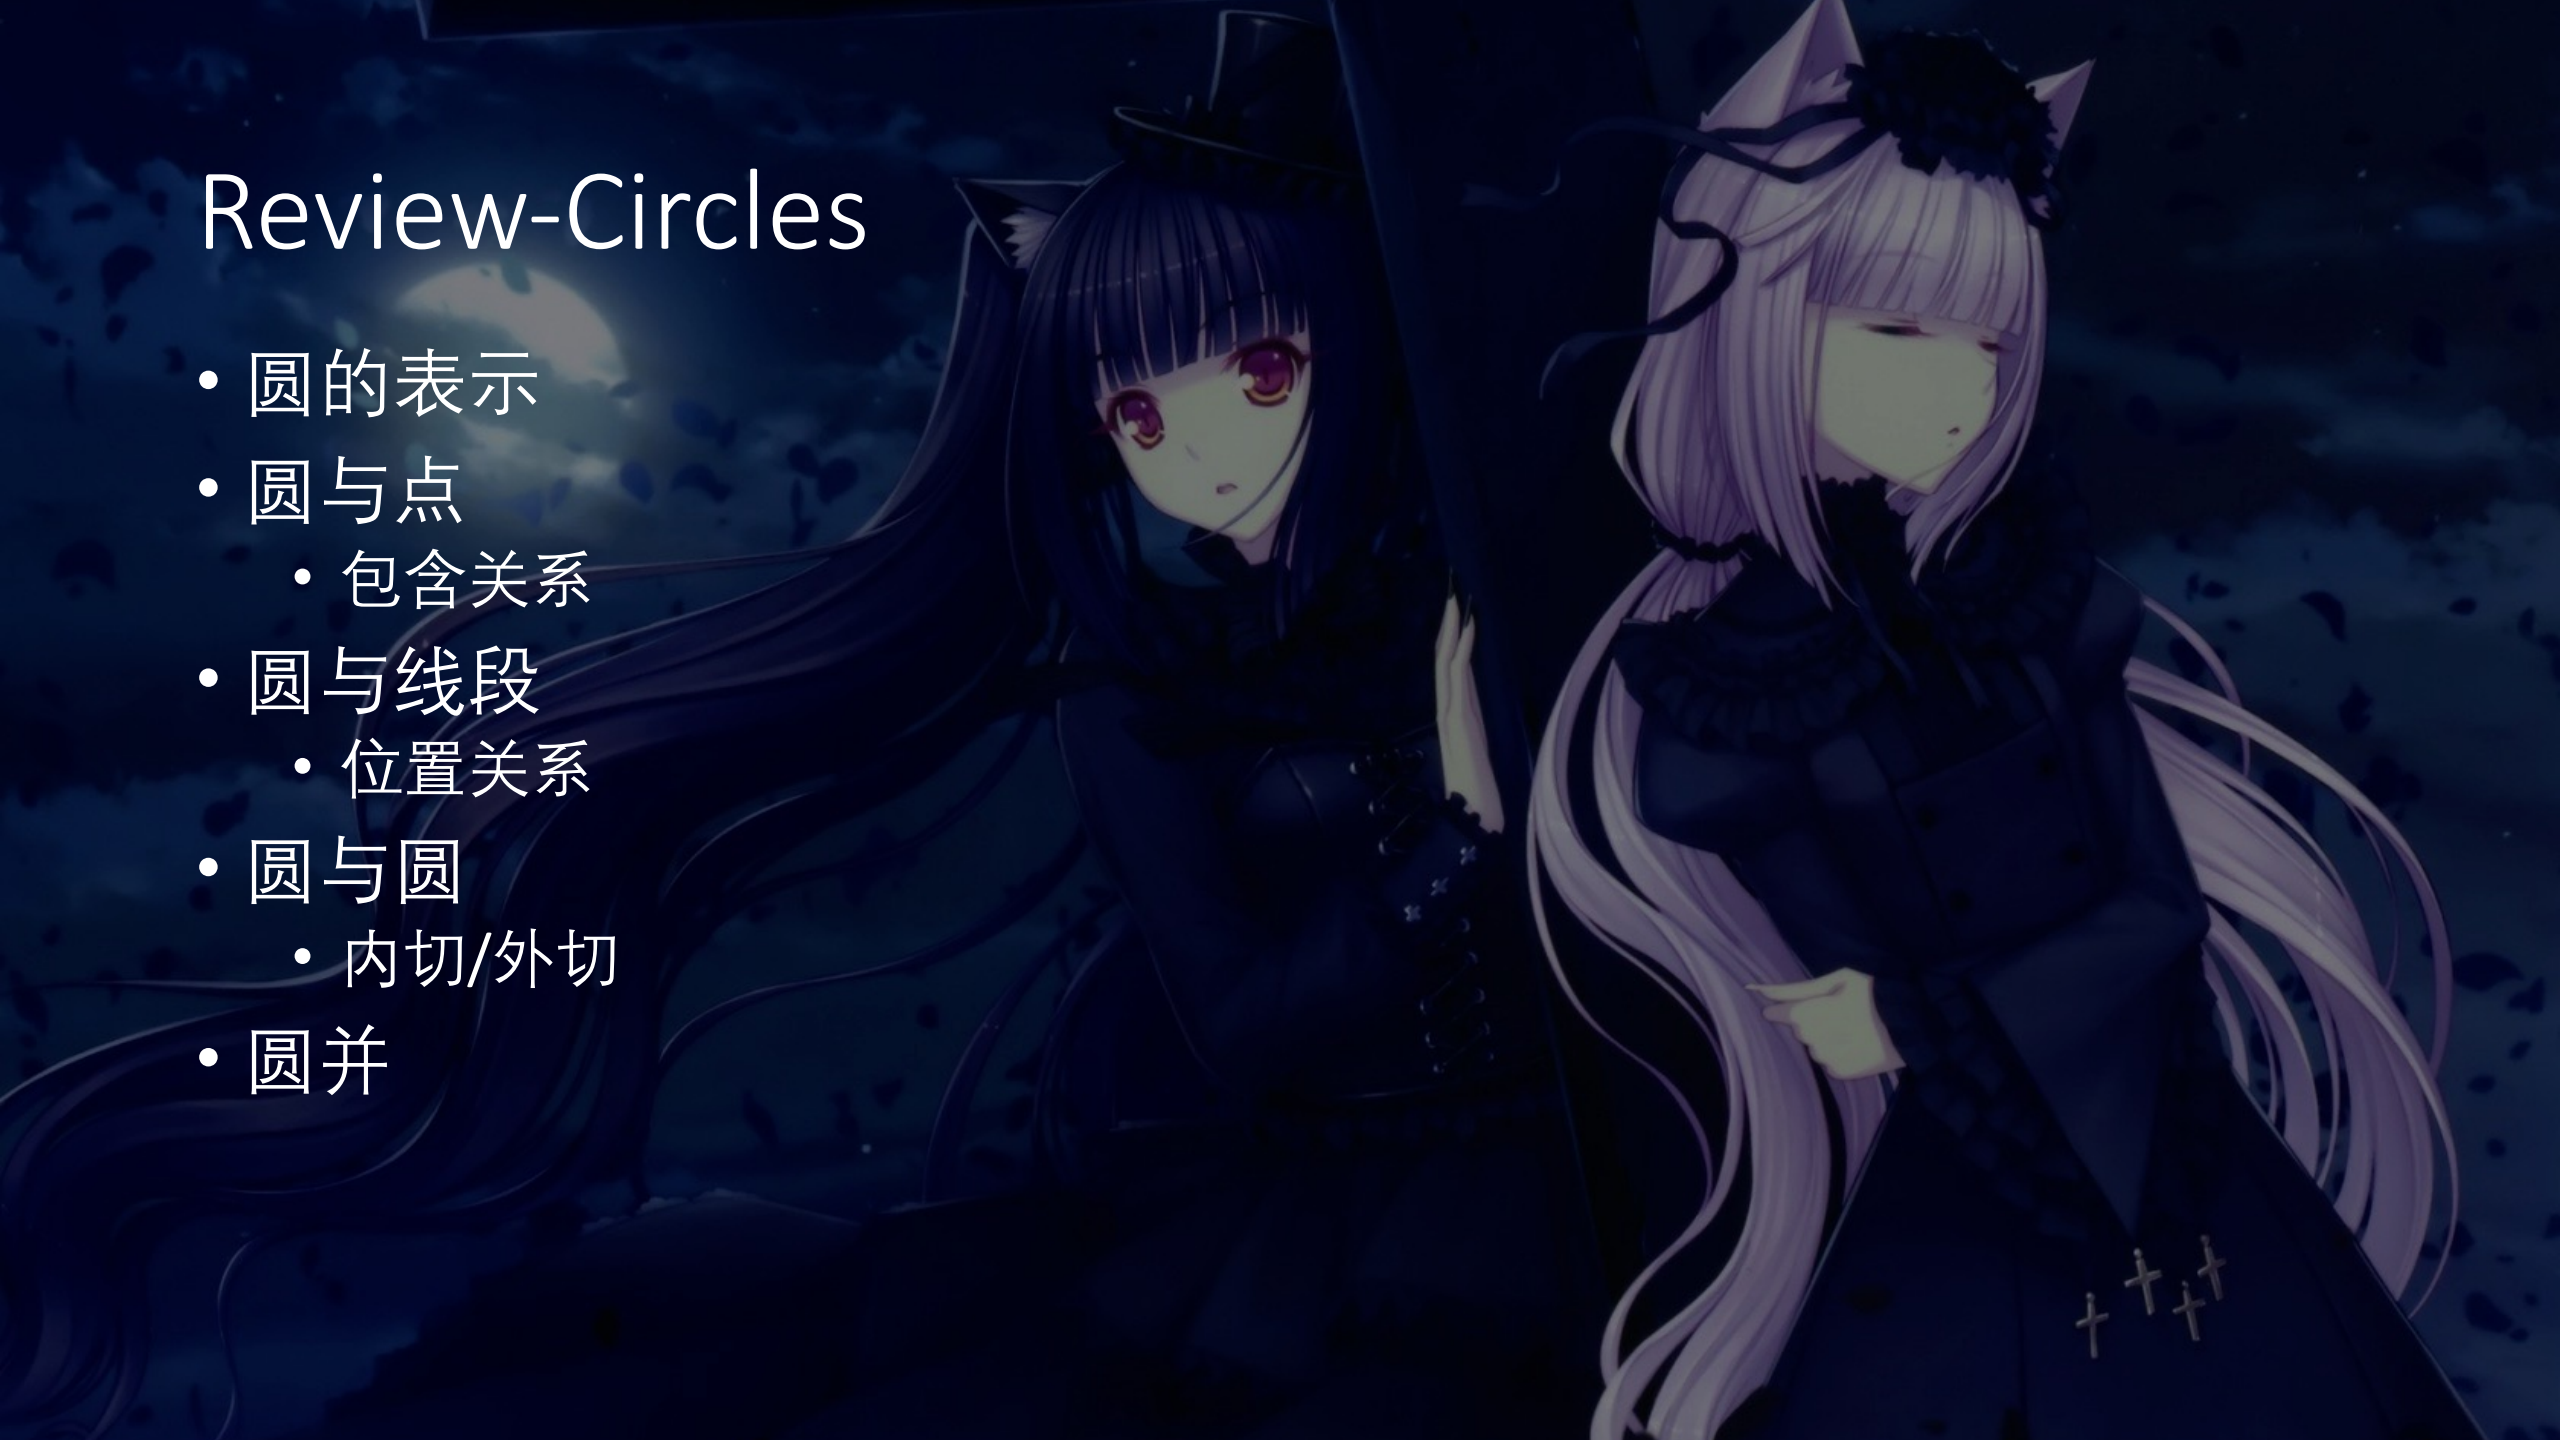 Review-Circles
• 圆的表示
• 圆与点
• 包含关系
• 圆与线段
• 位置关系
• 圆与圆
• 内切/外切
• 圆并